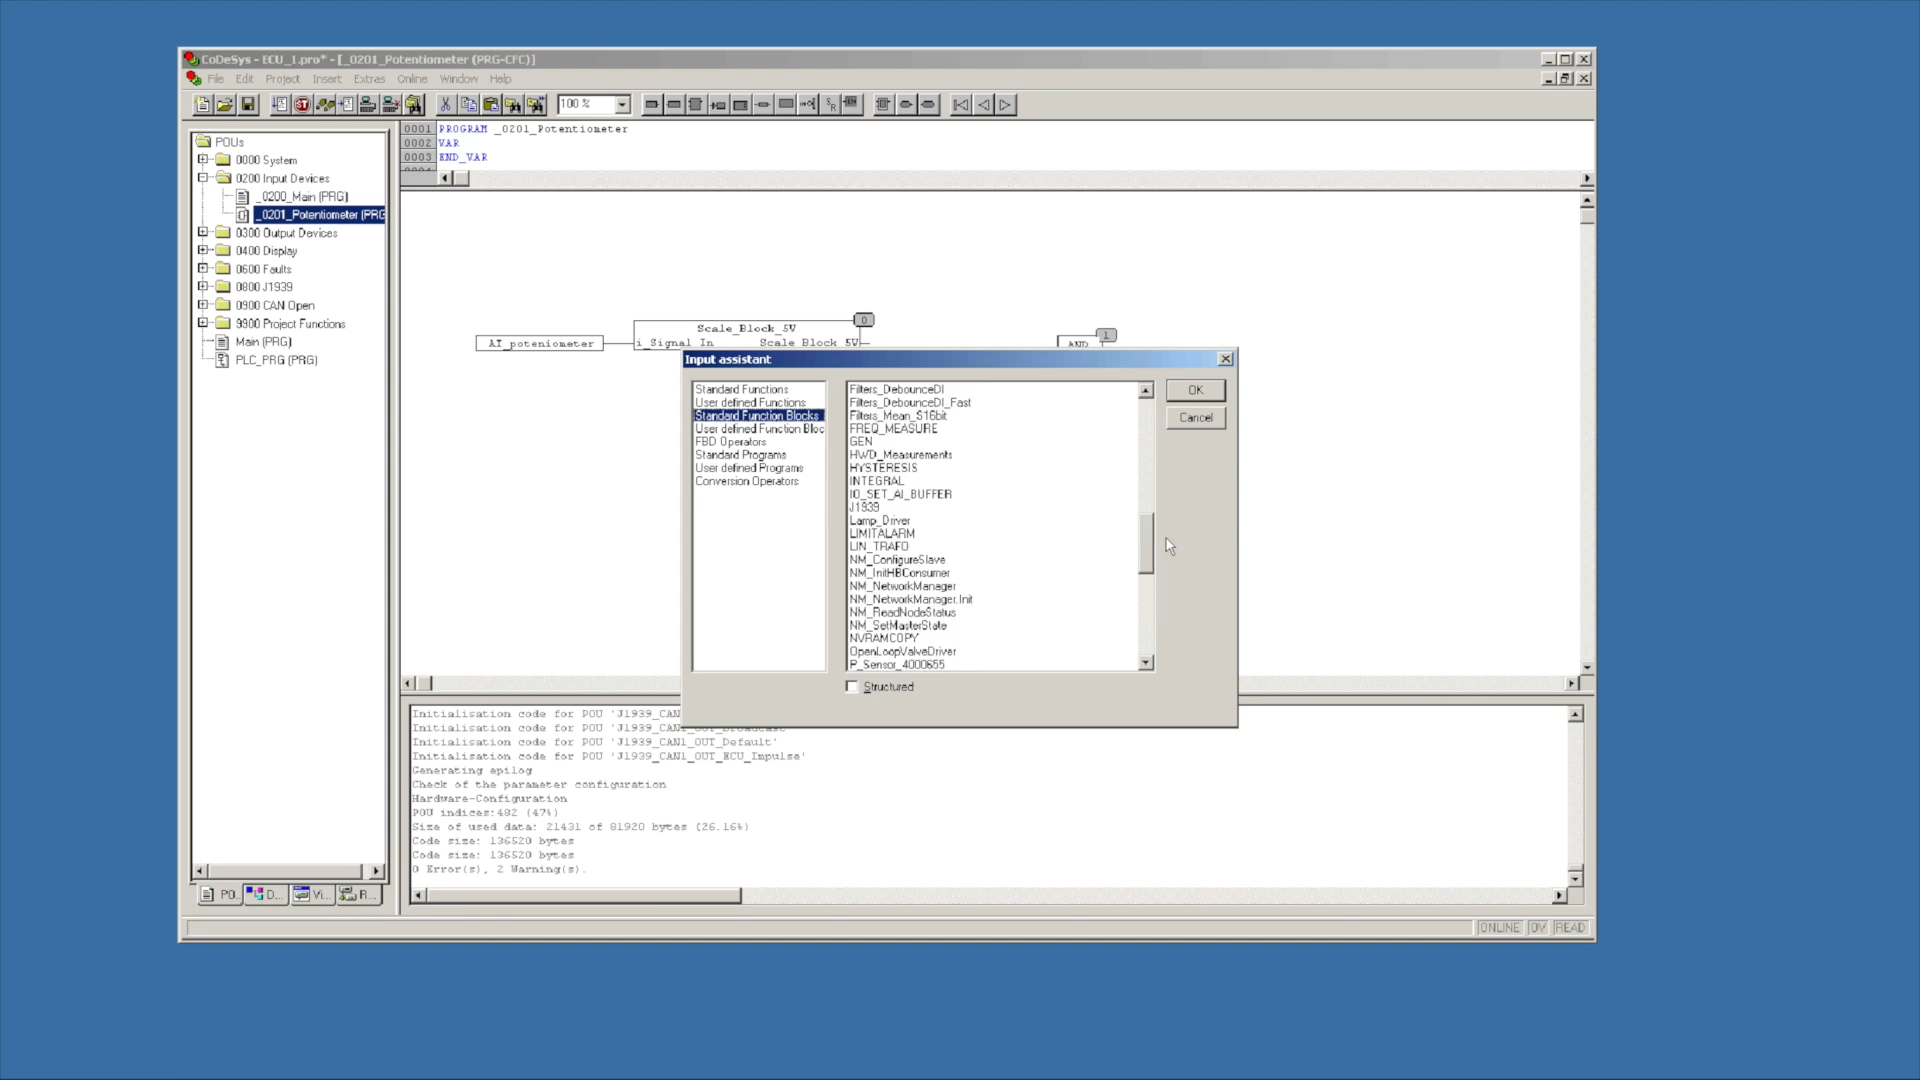 CoDeSys - ECU_1.pro* - [_0201_Potentiometer (PRG-CFC)]
File Edit Project Insert Extras Online Window Help
100 %
POUs
0000 System
0200 Input Devices
_0200_Main (PRG)
_0201_Potentiometer (PRG
0300 Output Devices
0400 Display
0600 Faults
0800 J1939
0900 CAN Open
9900 Project Functions
Main (PRG)
PLC_PRG (PRG)
PO.. D... Vi... R...
0001 PROGRAM _0201_Potentiometer
0002 VAR
0003 END_VAR
0004
AI_poteniometer
Scale_Block_5V
0
i_Signal_In Scale_Block_5V
AND
1
Input assistant
Standard Functions
User defined Functions
Standard Function Blocks
User defined Function Bloc
FBD Operators
Standard Programs
User defined Programs
Conversion Operators
Filters_DebounceDI
Filters_DebounceDI_Fast
Filters_Mean_S16bit
FREQ_MEASURE
GEN
HWD_Measurements
HYSTERESIS
INTEGRAL
IO_SET_AI_BUFFER
J1939
Lamp_Driver
LIMITALARM
LIN_TRAFO
NM_ConfigureSlave
NM_InitHBConsumer
NM_NetworkManager
NM_NetworkManager.Init
NM_ReadNodeStatus
NM_SetMasterState
NVRAMCOPY
OpenLoopValveDriver
P_Sensor_4000655
OK
Cancel
Structured
Initialisation code for POU 'J1939_CAN
Initialisation code for POU 'J1939_CAN1_OUT_Broadcast'
Initialisation code for POU 'J1939_CAN1_OUT_Default'
Initialisation code for POU 'J1939_CAN1_OUT_ECU_Impulse'
Generating epilog
Check of the parameter configuration
Hardware-Configuration
POU indices:482 (47%)
Size of used data: 21431 of 81920 bytes (26.16%)
Code size: 136520 bytes
Code size: 136520 bytes
0 Error(s), 2 Warning(s).
ONLINE OV READ